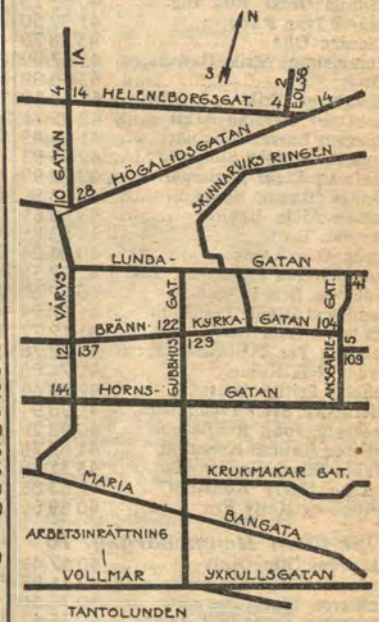 N
S
1A
2
4 14 HELENEBORGSGAT. 4 14
EOLSG.
10 GATAN
28 HÖGALIDSGATAN
SKINNARVIKS RINGEN
VÄRVS-
LUNDA- GATAN
GAT.
BRÄNN- 122 KYRKA- GATAN 104
GAT.
12 137
GUBBHUS
129
AKSGARIE-
5
109
144 HORNS- GATAN
KRUKMAKAR GAT.
MARIA BANGATA
ARBETSINRÄTTNING
VOLLMAR YXKULLSGATAN
TANTOLUNDEN